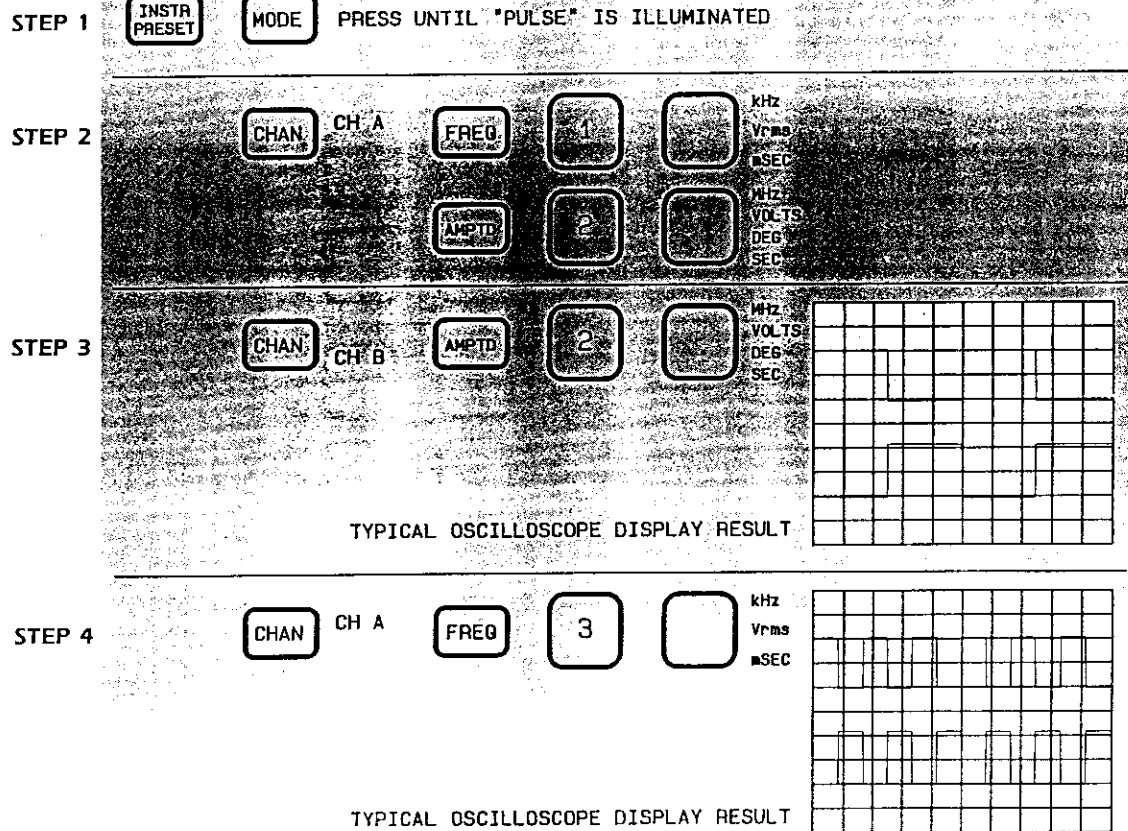 STEP 1 INSTR PRESET MODE PRESS UNTIL "PULSE" IS ILLUMINATED
STEP 2 CHAN CH A FREQ 1 kHz Vrms mSEC
AMPTD 2 MHz VOLTS DEG SEC
STEP 3 CHAN CH B AMPTD 2 MHz VOLTS DEG SEC
TYPICAL OSCILLOSCOPE DISPLAY RESULT
STEP 4 CHAN CH A FREQ 3 kHz Vrms mSEC
TYPICAL OSCILLOSCOPE DISPLAY RESULT